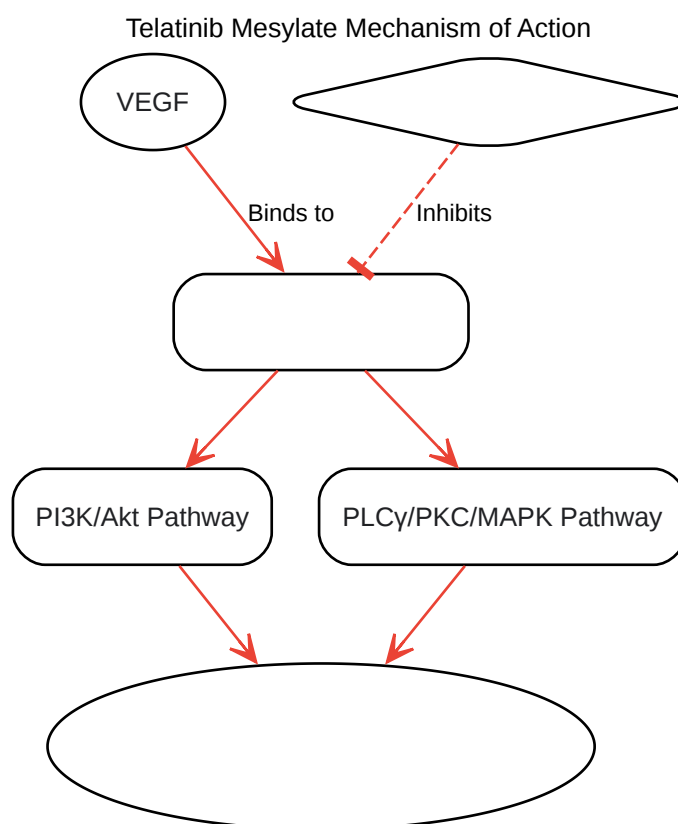 Telatinib Mesylate Mechanism of Action
VEGF
Binds to
Inhibits
PI3K/Akt Pathway
PLCγ/PKC/MAPK Pathway